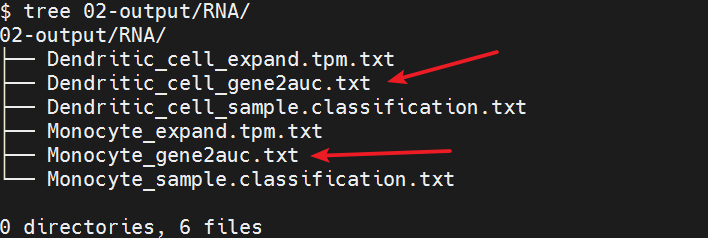 $ tree 02-output/RNA/
02-output/RNA/
├── Dendritic_cell_expand.tpm.txt
├── Dendritic_cell_gene2auc.txt
├── Dendritic_cell_sample.classification.txt
├── Monocyte_expand.tpm.txt
├── Monocyte_gene2auc.txt
└── Monocyte_sample.classification.txt
0 directories, 6 files